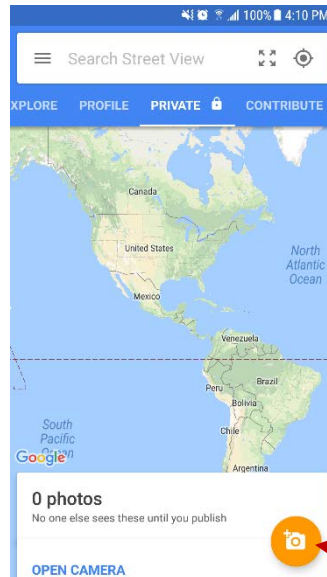 100% 4:10 PM
Search Street View
XPLORE PROFILE PRIVATE CONTRIBUTE
Canada
United States
North
Atlantic
Ocean
Mexico
Venezuela
Peru
Brazil
Bolivia
Chile
South
Pacific
Ocean
Google
Argentina
0 photos
No one else sees these until you publish
OPEN CAMERA